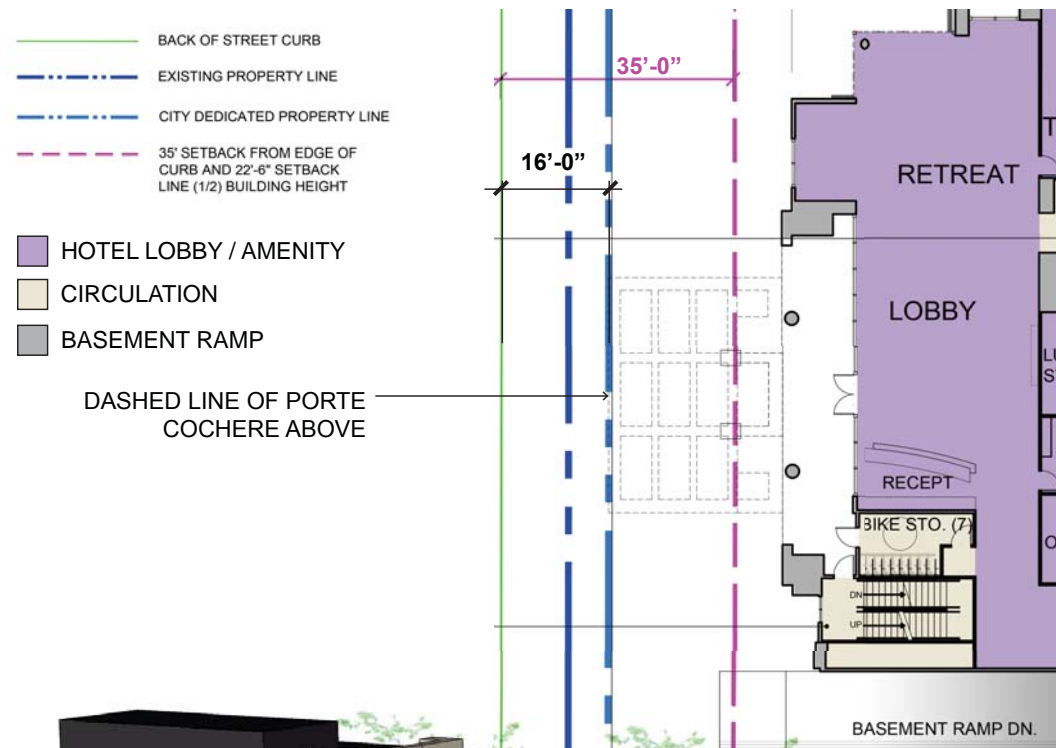 BACK OF STREET CURB
EXISTING PROPERTY LINE
CITY DEDICATED PROPERTY LINE
35' SETBACK FROM EDGE OF
CURB AND 22'-6" SETBACK
LINE (1/2) BUILDING HEIGHT
HOTEL LOBBY / AMENITY
CIRCULATION
BASEMENT RAMP
DASHED LINE OF PORTE
COCHERE ABOVE
35'-0”
16’-0”
RETREAT
LOBBY
RECEPT
BIKE STO. (7)
DN
UP
BASEMENT RAMP DN.